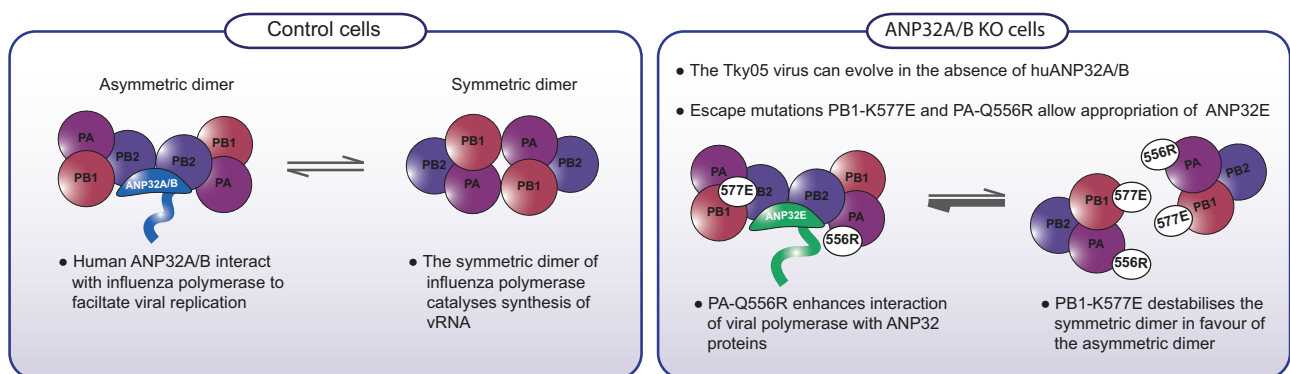 Control cells
Asymmetric dimer
Symmetric dimer
PA
PB2
PB1
PB2
PB1
PA
ANP32A/B
PB2
PB1
PA
PA
PB1
PB2
● Human ANP32A/B interact
with influenza polymerase to
faciltate viral replication
● The symmetric dimer of
influenza polymerase
catalyses synthesis of
vRNA
ANP32A/B KO cells
● The Tky05 virus can evolve in the absence of huANP32A/B
● Escape mutations PB1-K577E and PA-Q556R allow appropriation of ANP32E
PA
577E
B2
PB1
PB2
PB1
PA
ANP32E
556R
556R
PA
PB2
PB1
577E
577E
PB1
PB2
PA
556R
● PA-Q556R enhances interaction
of viral polymerase with ANP32
proteins
● PB1-K577E destabilises the
symmetric dimer in favour of
the asymmetric dimer